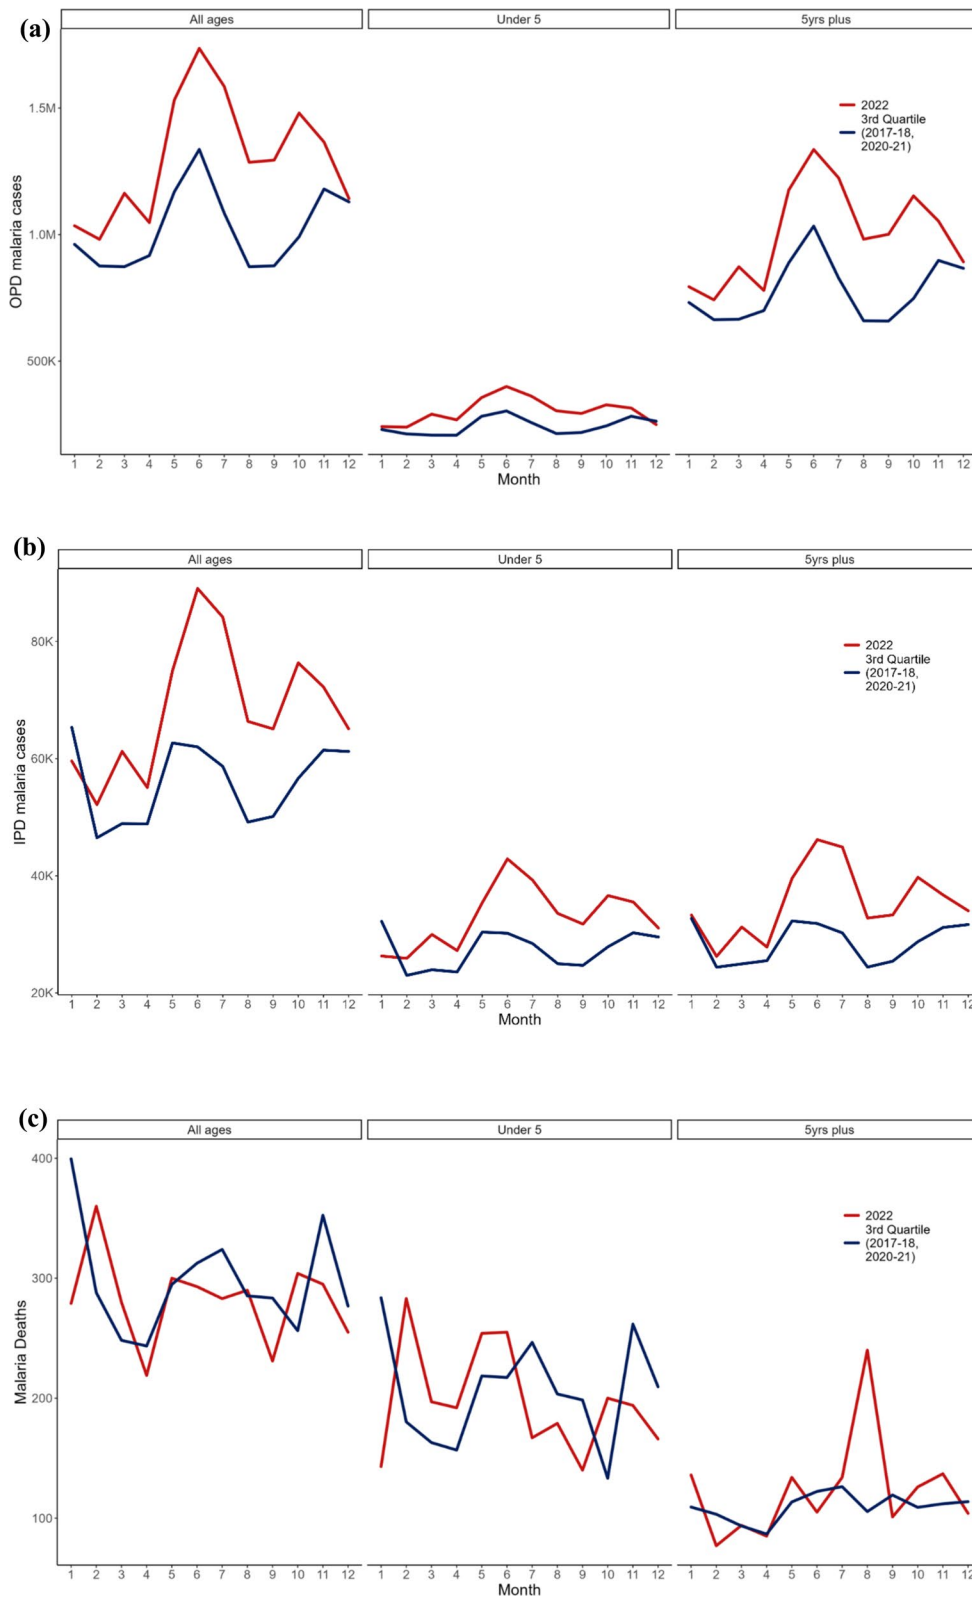 (a)
All ages
Under 5
5yrs plus
OPD malaria cases
1.5M
1.0M
500K
2022
3rd Quartile
(2017-18,
2020-21)
1 2 3 4 5 6 7 8 9 10 11 12
1 2 3 4 5 6 7 8 9 10 11 12
1 2 3 4 5 6 7 8 9 10 11 12
Month
(b)
All ages
Under 5
5yrs plus
IPD malaria cases
80K
60K
40K
20K
2022
3rd Quartile
(2017-18,
2020-21)
1 2 3 4 5 6 7 8 9 10 11 12
1 2 3 4 5 6 7 8 9 10 11 12
1 2 3 4 5 6 7 8 9 10 11 12
Month
(c)
All ages
Under 5
5yrs plus
Malaria Deaths
400
300
200
100
2022
3rd Quartile
(2017-18,
2020-21)
1 2 3 4 5 6 7 8 9 10 11 12
1 2 3 4 5 6 7 8 9 10 11 12
1 2 3 4 5 6 7 8 9 10 11 12
Month